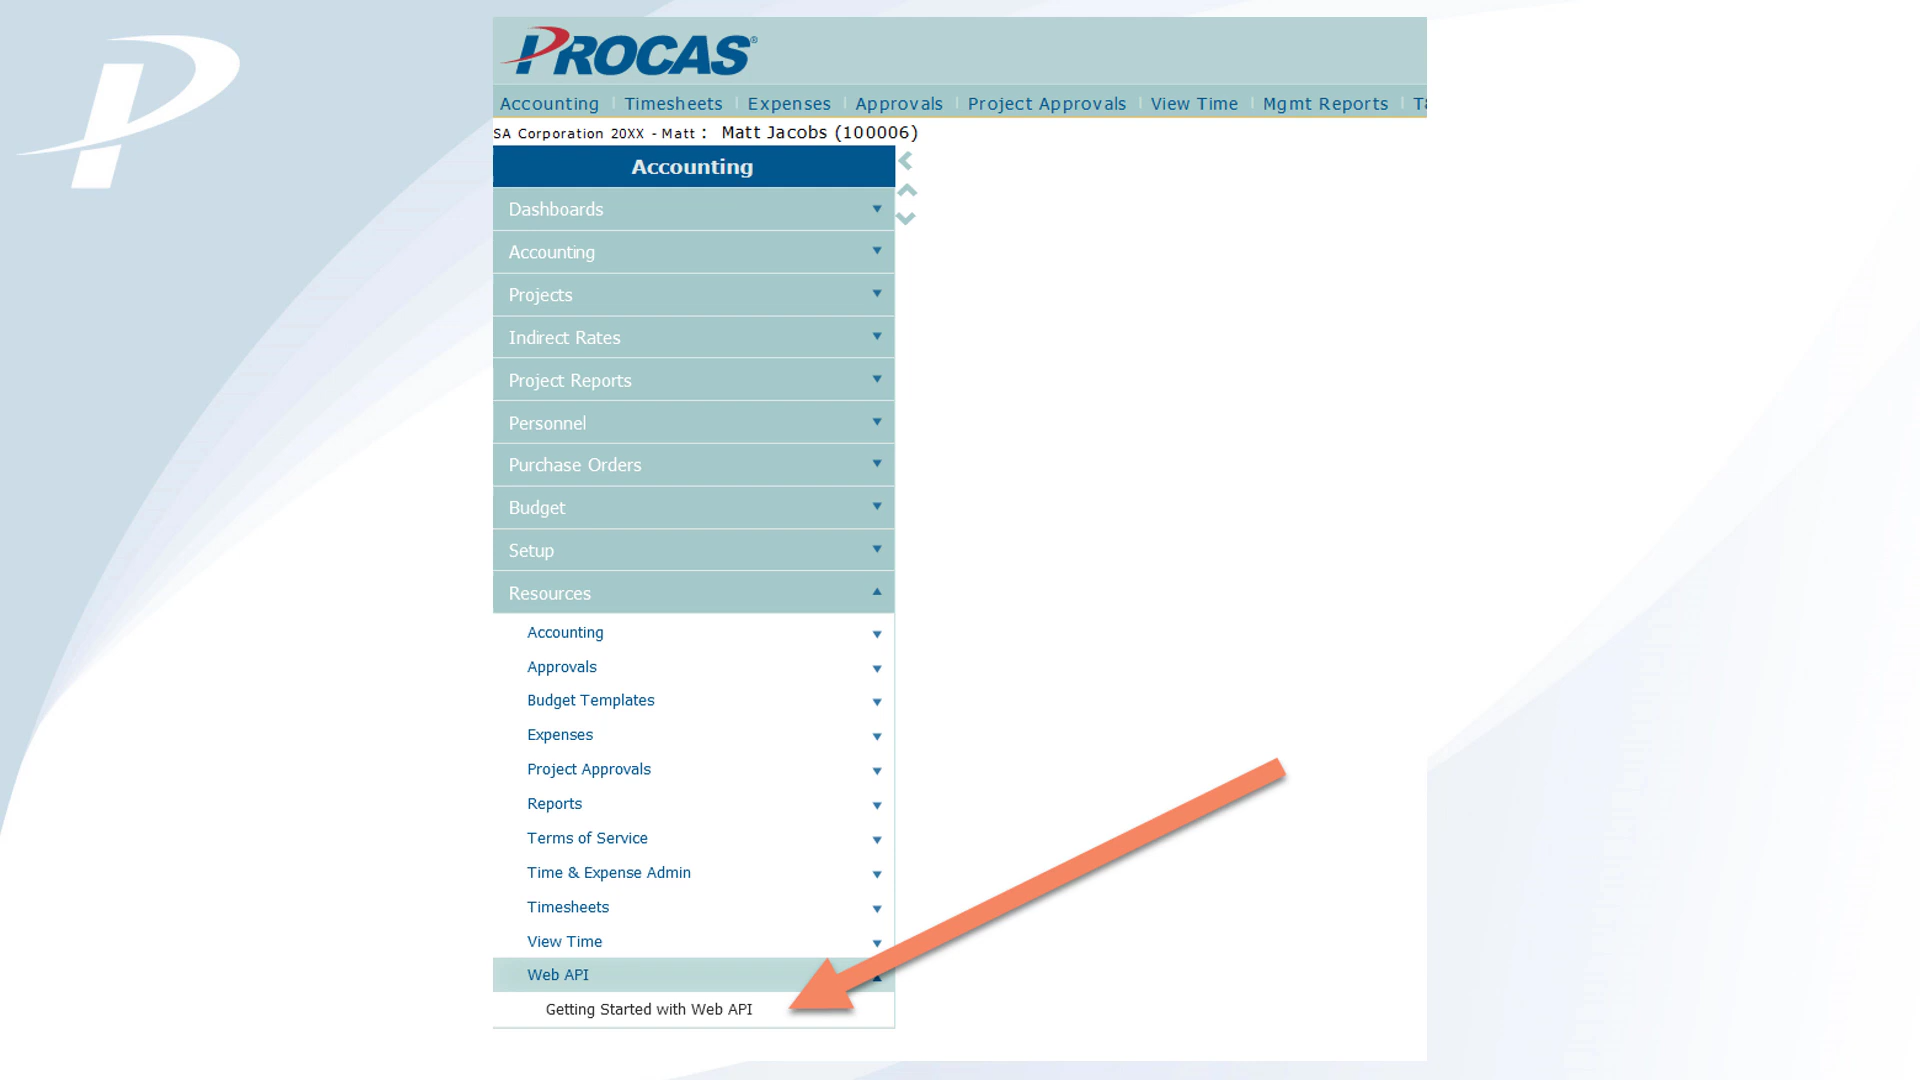 PROCAS®
Accounting Timesheets Expenses Approvals Project Approvals View Time Mgmt Reports
SA Corporation 20XX - Matt : Matt Jacobs (100006)
Accounting
Dashboards
Accounting
Projects
Indirect Rates
Project Reports
Personnel
Purchase Orders
Budget
Setup
Resources
Accounting
Approvals
Budget Templates
Expenses
Project Approvals
Reports
Terms of Service
Time & Expense Admin
Timesheets
View Time
Web API
Getting Started with Web API